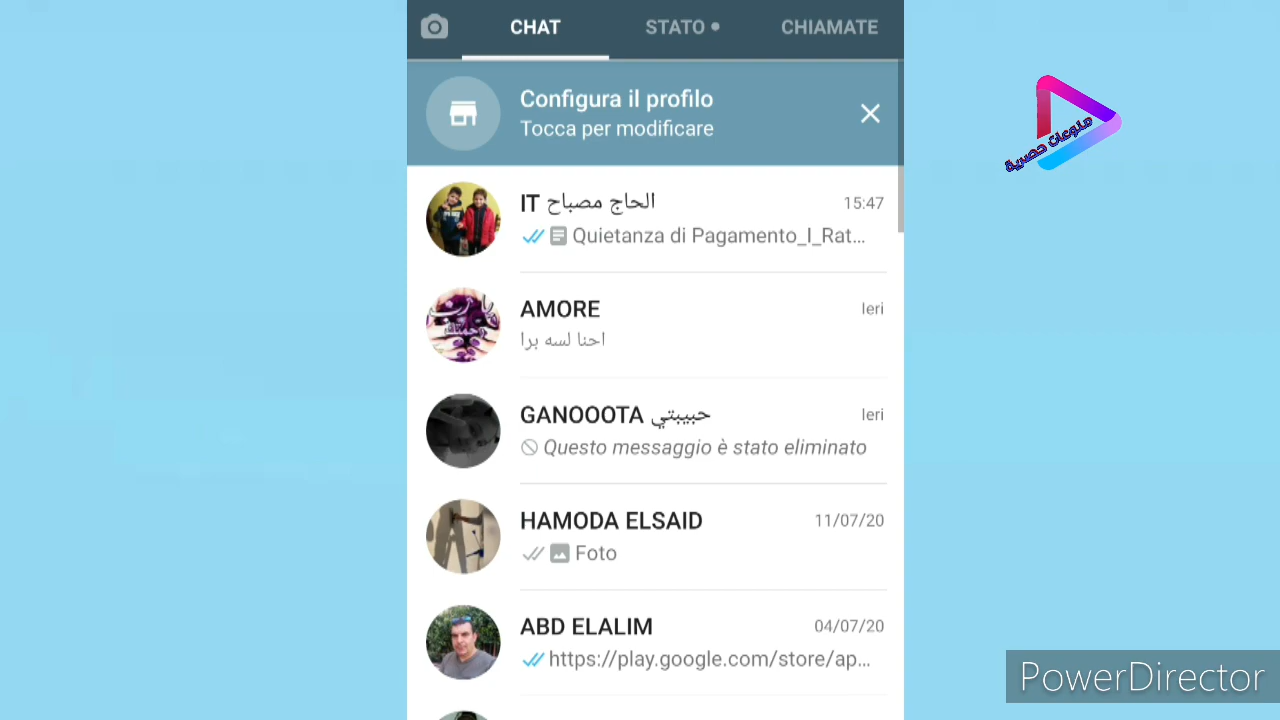 CHAT STATO CHIAMATE
Configura il profilo
Tocca per modificare
IT الحاج مصباح 15:47
Quietanza di Pagamento_I_Rat...
AMORE Ieri
احنا لسه برا
GANOOOTA حبيبتي Ieri
Questo messaggio è stato eliminato
HAMODA ELSAID 11/07/20
Foto
ABD ELALIM 04/07/20
https://play.google.com/store/ap...
منوعات حصرية
PowerDirector